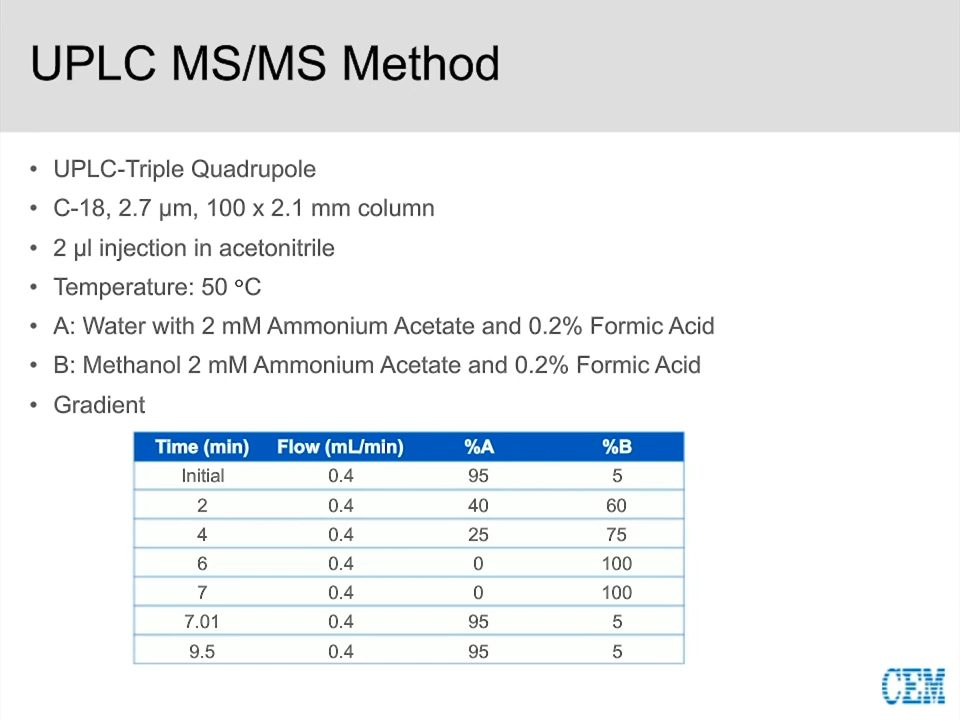 UPLC MS/MS Method
• UPLC-Triple Quadrupole
• C-18, 2.7 µm, 100 x 2.1 mm column
• 2 µl injection in acetonitrile
• Temperature: 50 °C
• A: Water with 2 mM Ammonium Acetate and 0.2% Formic Acid
• B: Methanol 2 mM Ammonium Acetate and 0.2% Formic Acid
• Gradient
Time (min) Flow (mL/min) %A %B
Initial 0.4 95 5
2 0.4 40 60
4 0.4 25 75
6 0.4 0 100
7 0.4 0 100
7.01 0.4 95 5
9.5 0.4 95 5
CEM